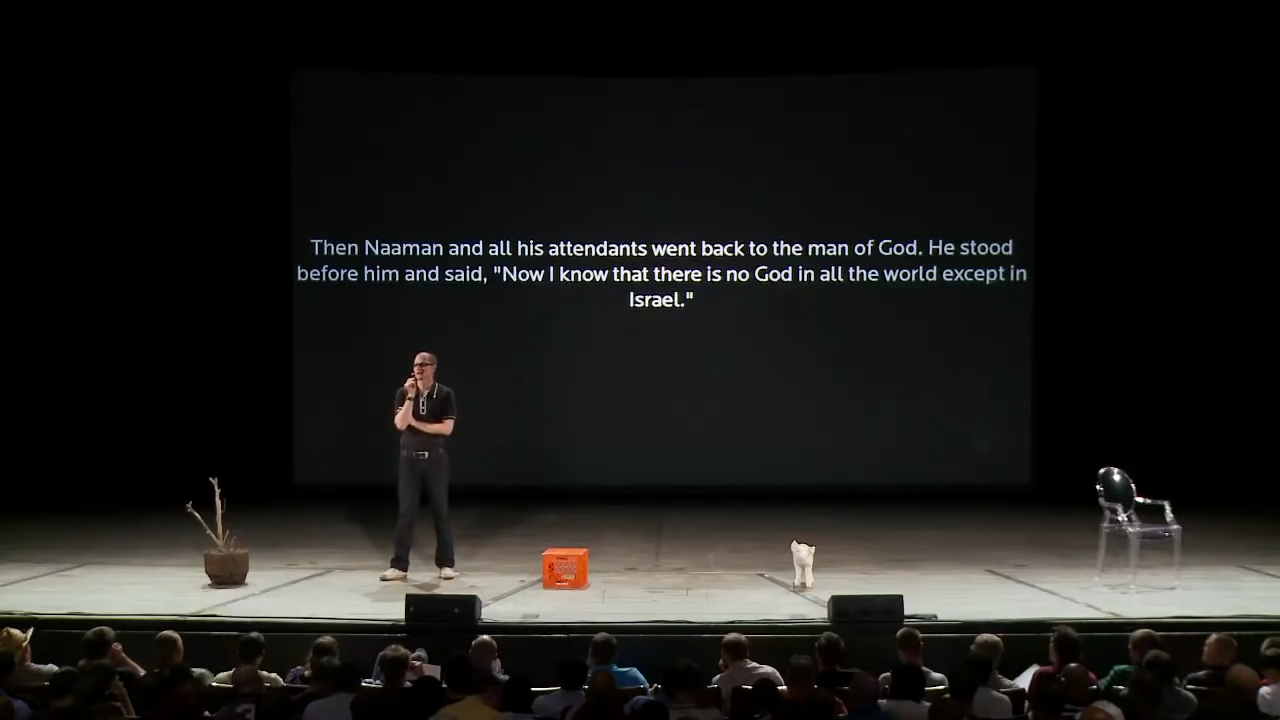 Then Naaman and all his attendants went back to the man of God. He stood
before him and said, "Now I know that there is no God in all the world except in
Israel."